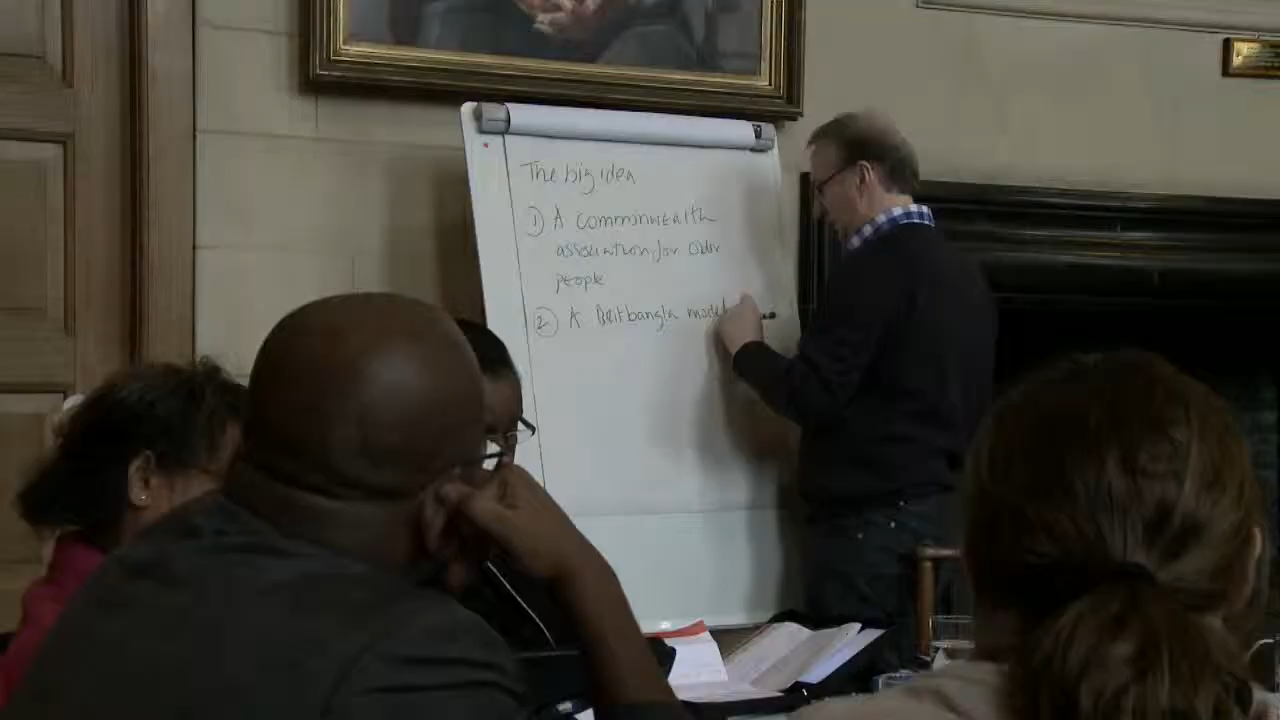 The big idea
1) A commonwealth
association for older
people
2) A Britbangla model